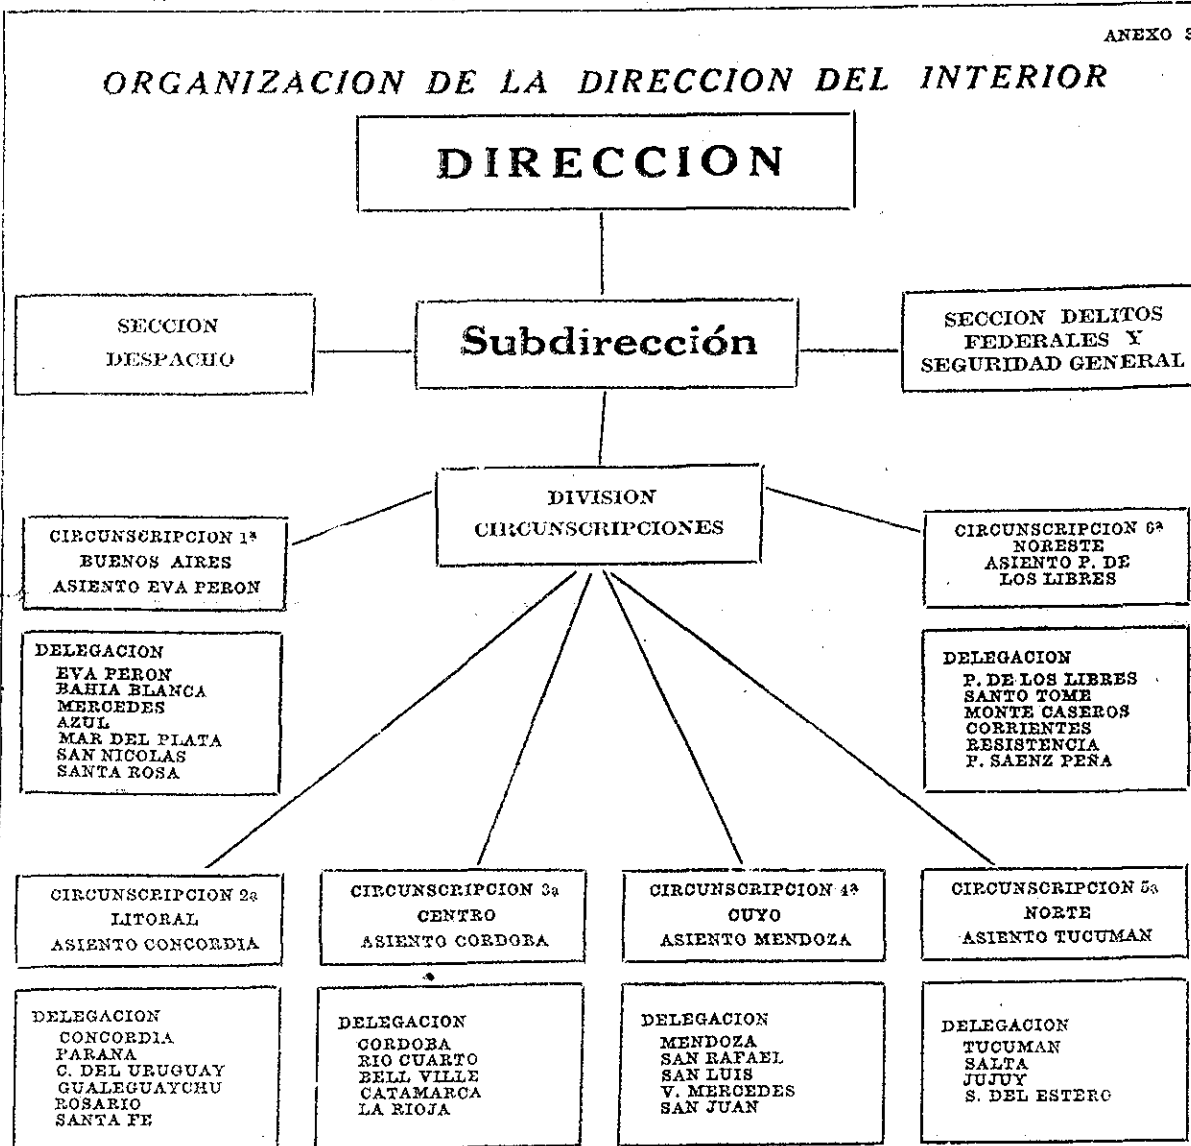 ANEXO 3
ORGANIZACION DE LA DIRECCION DEL INTERIOR
DIRECCION
SECCION
DESPACHO
Subdirección
SECCION DELITOS
FEDERALES Y
SEGURIDAD GENERAL
DIVISION
CIRCUNSCRIPCIONES
CIRCUNSCRIPCION 1ª
BUENOS AIRES
ASIENTO EVA PERON
CIRCUNSCRIPCION 6ª
NORESTE
ASIENTO P. DE
LOS LIBRES
DELEGACION
EVA PERON
BAHIA BLANCA
MERCEDES
AZUL
MAR DEL PLATA
SAN NICOLAS
SANTA ROSA
DELEGACION
P. DE LOS LIBRES
SANTO TOME
MONTE CASEROS
CORRIENTES
RESISTENCIA
P. SAENZ PEÑA
CIRCUNSCRIPCION 2a
LITORAL
ASIENTO CONCORDIA
CIRCUNSCRIPCION 3a
CENTRO
ASIENTO CORDOBA
CIRCUNSCRIPCION 4ª
CUYO
ASIENTO MENDOZA
CIRCUNSCRIPCION 5a
NORTE
ASIENTO TUCUMAN
DELEGACION
CONCORDIA
PARANA
C. DEL URUGUAY
GUALEGUAYCHU
ROSARIO
SANTA FE
DELEGACION
CORDOBA
RIO CUARTO
BELL VILLE
CATAMARCA
LA RIOJA
DELEGACION
MENDOZA
SAN RAFAEL
SAN LUIS
V. MERCEDES
SAN JUAN
DELEGACION
TUCUMAN
SALTA
JUJUY
S. DEL ESTERO